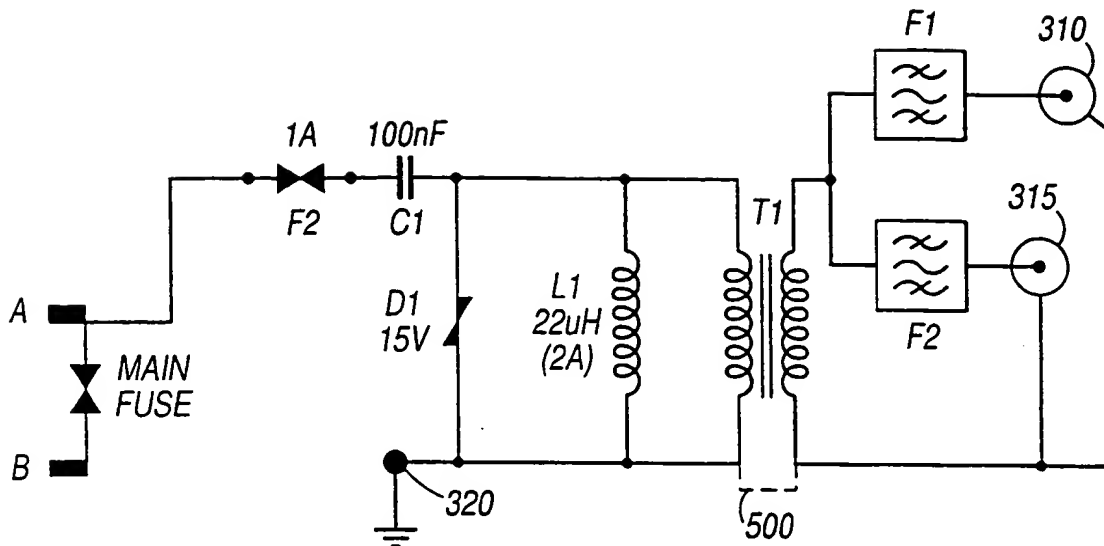 F1
310
1A
100nF
F2
C1
T1
315
A
D1
15V
L1
22uH
(2A)
F2
MAIN
FUSE
B
320
500